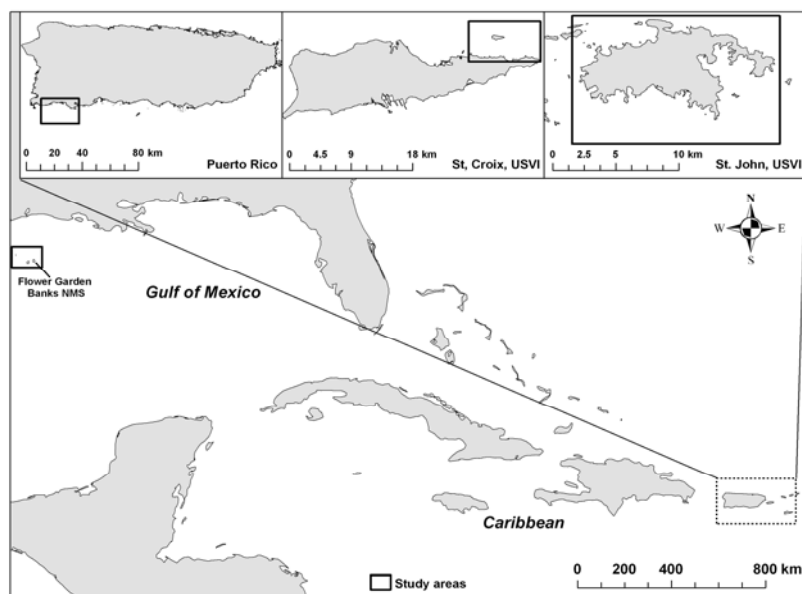 0 20 40 80 km
Puerto Rico
0 4.5 9 18 km
St, Croix, USVI
0 2.5 5 10 km
St. John, USVI
N
W E
S
Flower Garden
Banks NMS
Gulf of Mexico
Caribbean
Study areas
0 200 400 600 800 km